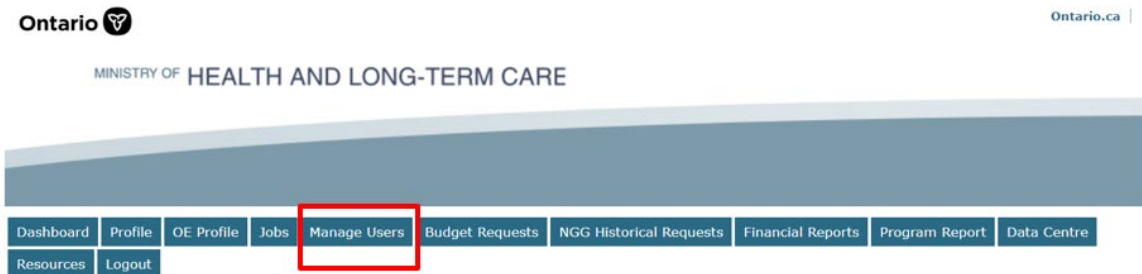 Ontario
Ontario.ca
MINISTRY OF HEALTH AND LONG-TERM CARE
Dashboard Profile OE Profile Jobs Manage Users Budget Requests NGG Historical Requests Financial Reports Program Report Data Centre
Resources Logout